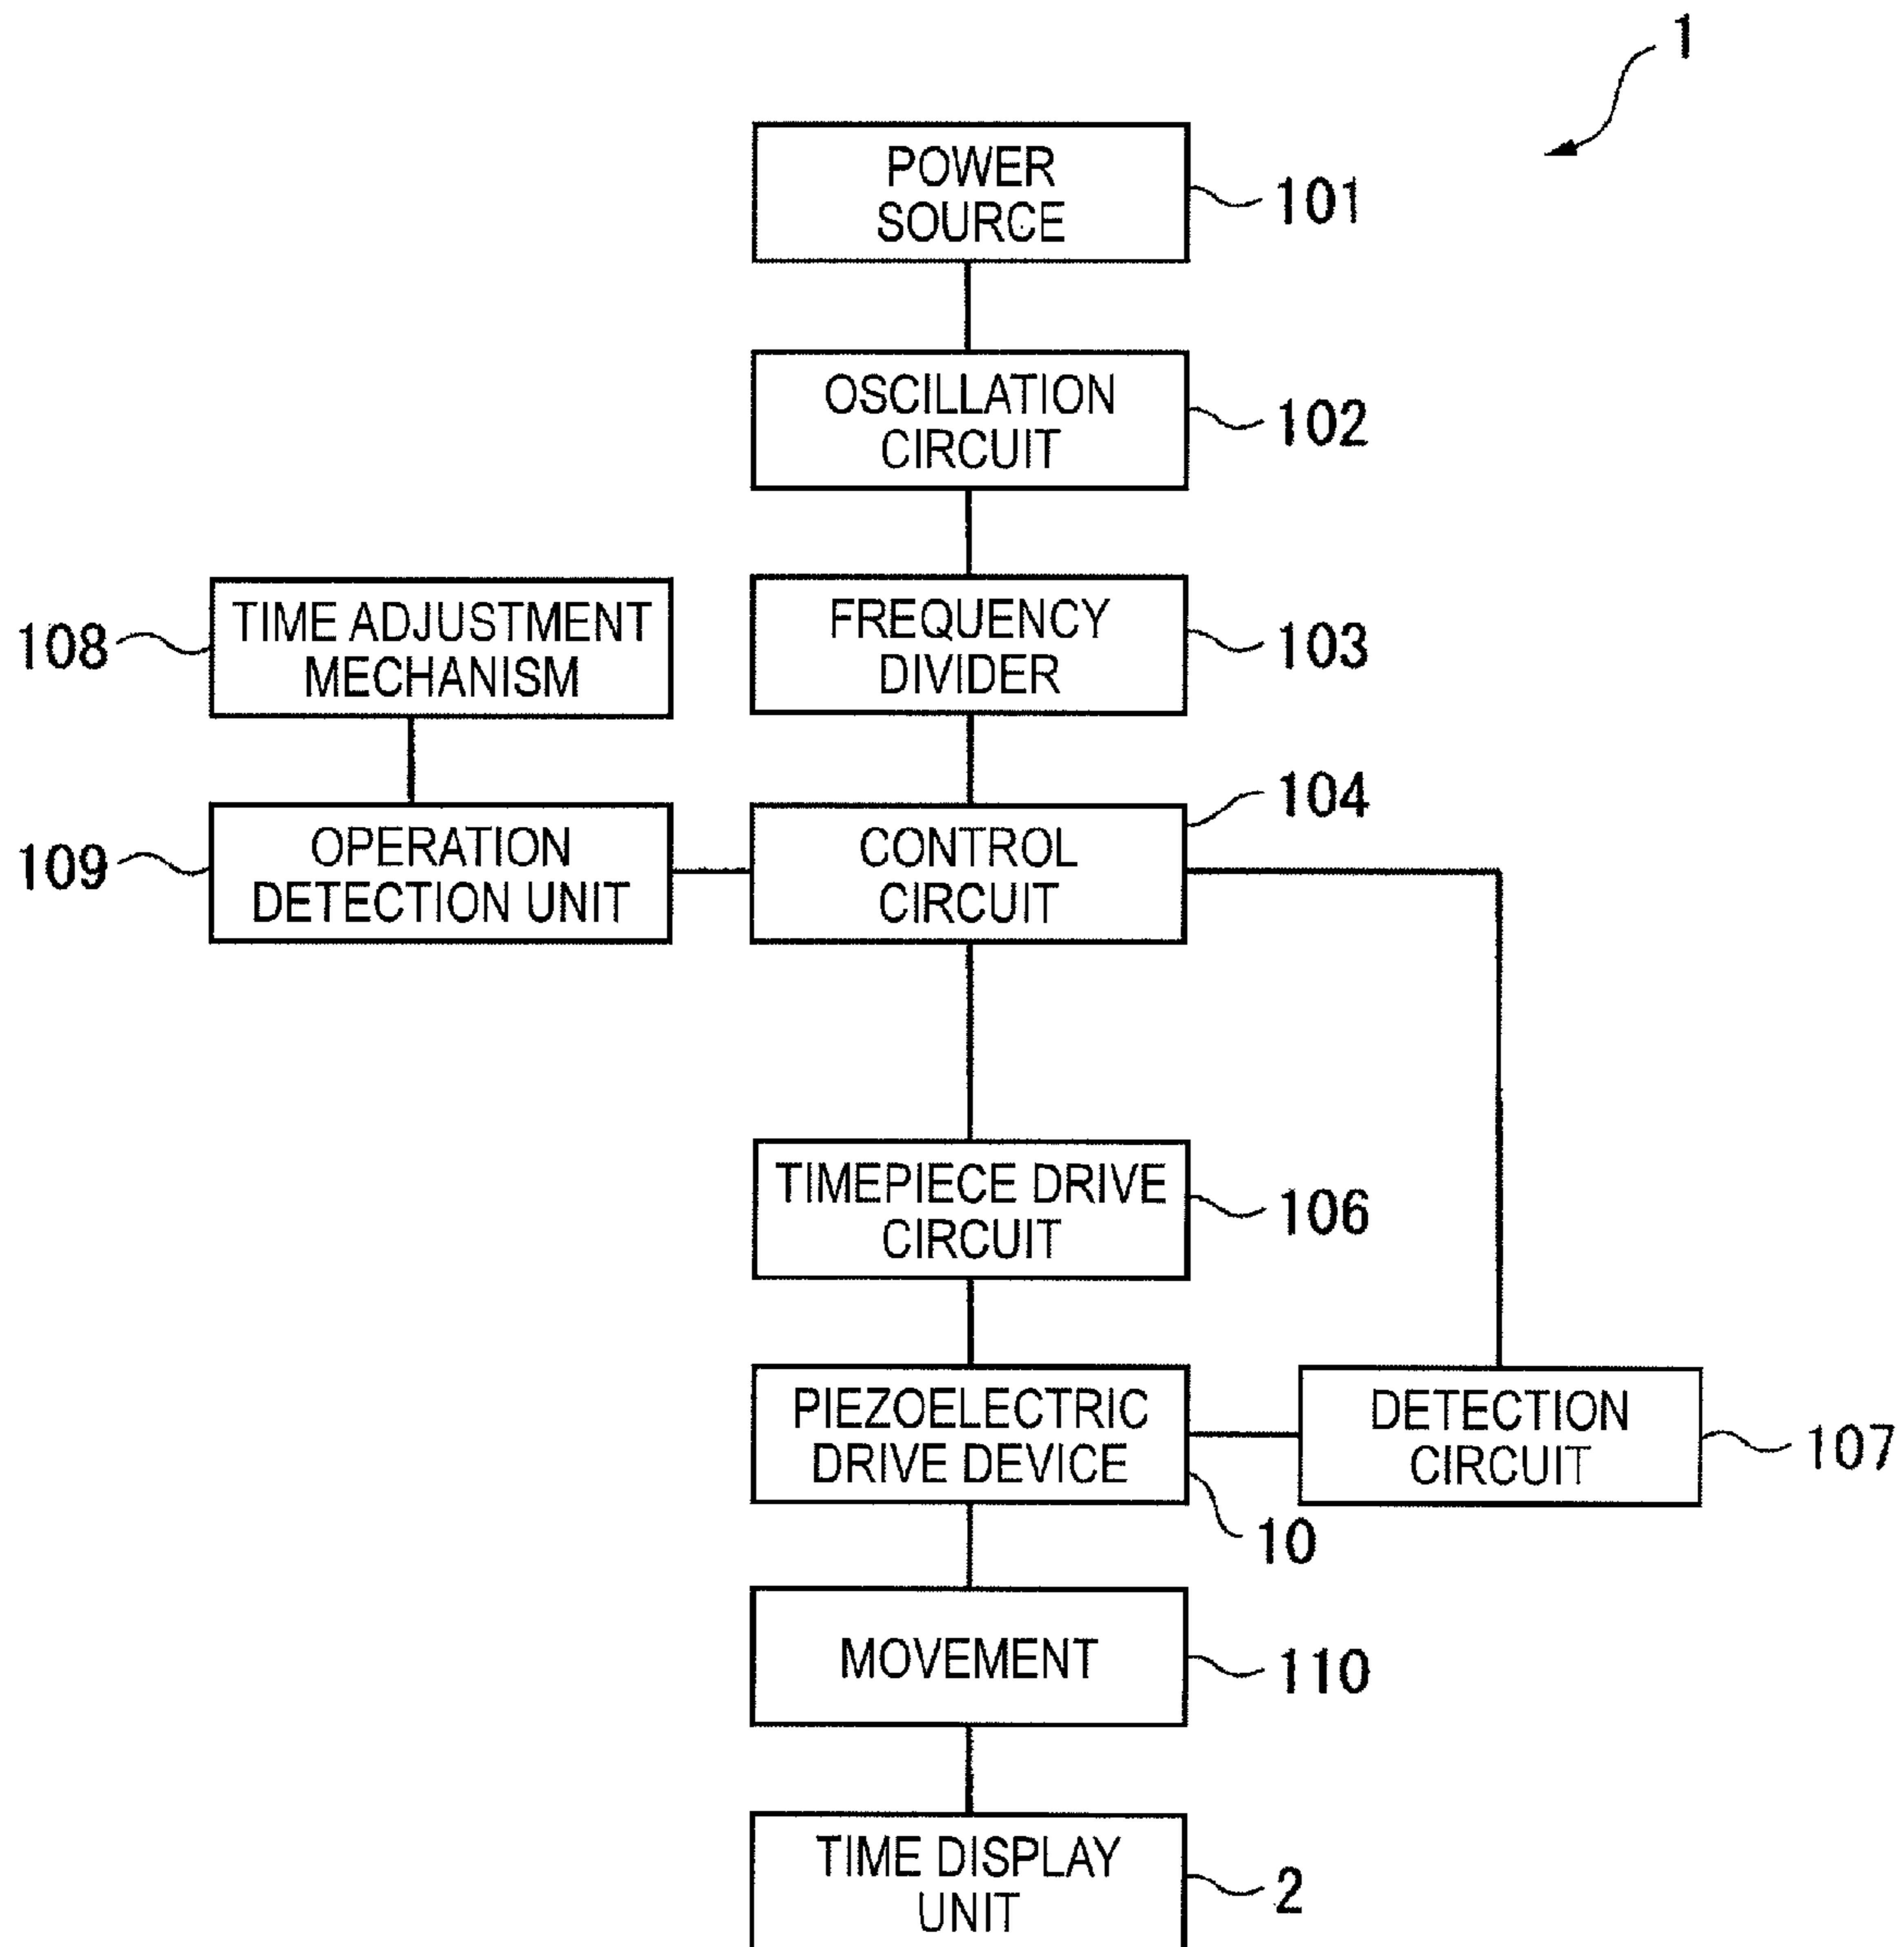 1
POWER
SOURCE
101
OSCILLATION
CIRCUIT
102
108
TIME ADJUSTMENT
MECHANISM
FREQUENCY
DIVIDER
103
109
OPERATION
DETECTION UNIT
CONTROL
CIRCUIT
104
TIMEPIECE DRIVE
CIRCUIT
106
PIEZOELECTRIC
DRIVE DEVICE
10
DETECTION
CIRCUIT
107
MOVEMENT
110
TIME DISPLAY
UNIT
2